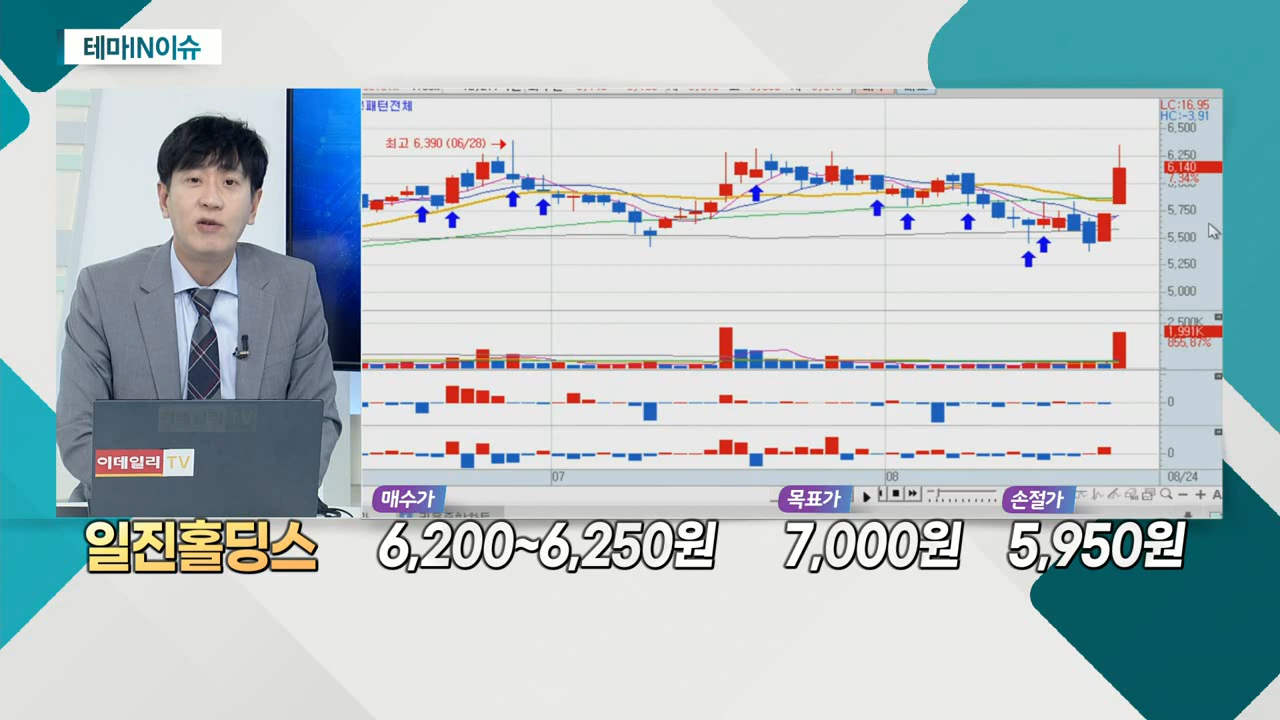 테마IN이슈
패턴전체
LC:16.95
HC:-3.91
최고 6,390 (06/28)
6,500
6,250
6,140
7.34%
5,750
5,500
5,250
5,000
2,500K
1,991K
855.87%
0
0
07
08
08/24
이데일리TV
매수가
목표가
손절가
일진홀딩스
6,200~6,250원
7,000원
5,950원